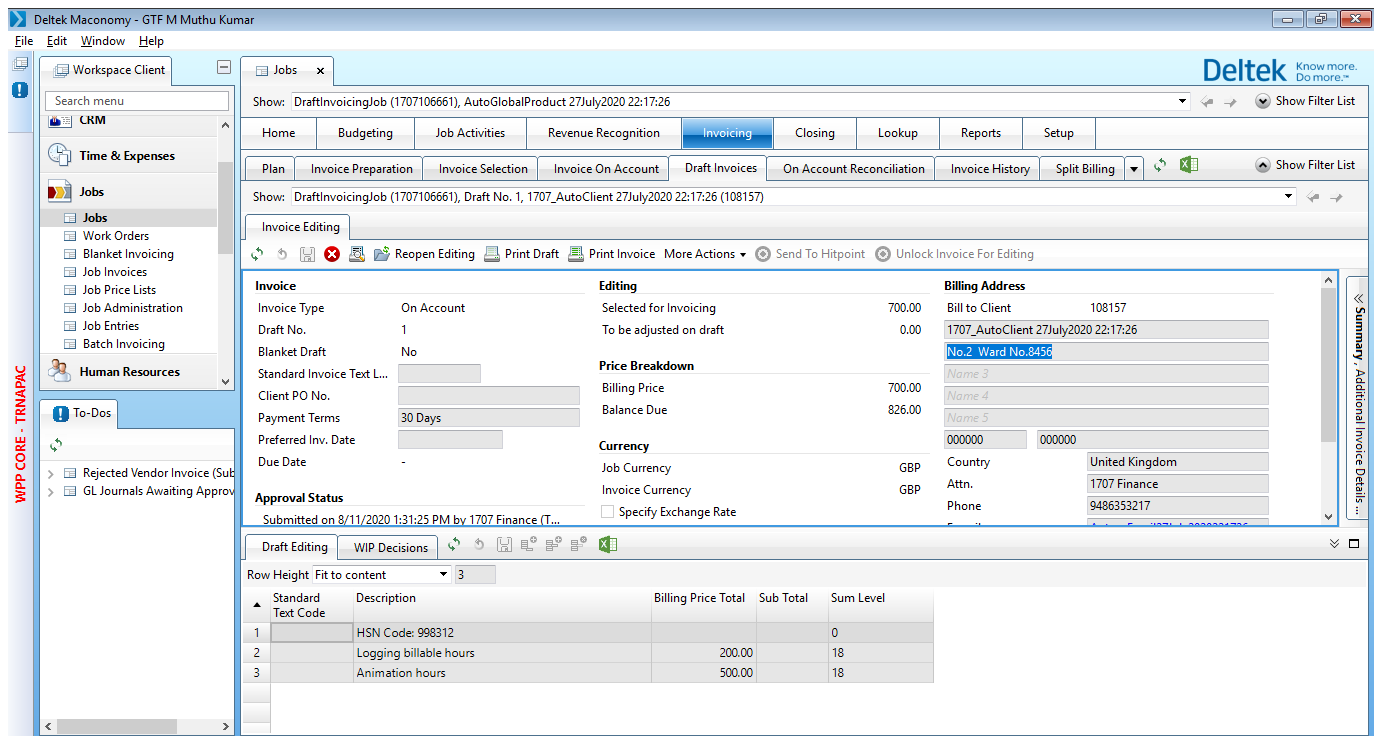 Deltek Maconomy - GTF M Muthu Kumar
File Edit Window Help
Workspace Client
Search menu
CRM
Time & Expenses
Jobs
Jobs
Work Orders
Blanket Invoicing
Job Invoices
Job Price Lists
Job Administration
Job Entries
Batch Invoicing
Human Resources
To-Dos
Rejected Vendor Invoice (Sub
GL Journals Awaiting Approv
WPP CORE - TRNAPAC
Jobs
Deltek Know more. Do more.™
Show: DraftInvoicingJob (1707106661), AutoGlobalProduct 27July2020 22:17:26 Show Filter List
Home Budgeting Job Activities Revenue Recognition Invoicing Closing Lookup Reports Setup
Plan Invoice Preparation Invoice Selection Invoice On Account Draft Invoices On Account Reconciliation Invoice History Split Billing Show Filter List
Show: DraftInvoicingJob (1707106661), Draft No. 1, 1707_AutoClient 27July2020 22:17:26 (108157)
Invoice Editing
Reopen Editing Print Draft Print Invoice More Actions Send To Hitpoint Unlock Invoice For Editing
Invoice
Invoice Type On Account
Draft No. 1
Blanket Draft No
Standard Invoice Text L...
Client PO No.
Payment Terms 30 Days
Preferred Inv. Date
Due Date -
Approval Status
Submitted on 8/11/2020 1:31:25 PM by 1707 Finance (T...
Editing
Selected for Invoicing 700.00
To be adjusted on draft 0.00
Price Breakdown
Billing Price 700.00
Balance Due 826.00
Currency
Job Currency GBP
Invoice Currency GBP
Specify Exchange Rate
Billing Address
Bill to Client 108157
1707_AutoClient 27July2020 22:17:26
No.2 Ward No.8456
Name 3
Name 4
Name 5
000000 000000
Country United Kingdom
Attn. 1707 Finance
Phone 9486353217
Summary, Additional Invoice Details ...
Draft Editing WIP Decisions
Row Height Fit to content 3
Standard Text Code Description Billing Price Total Sub Total Sum Level
1 HSN Code: 998312 0
2 Logging billable hours 200.00 18
3 Animation hours 500.00 18